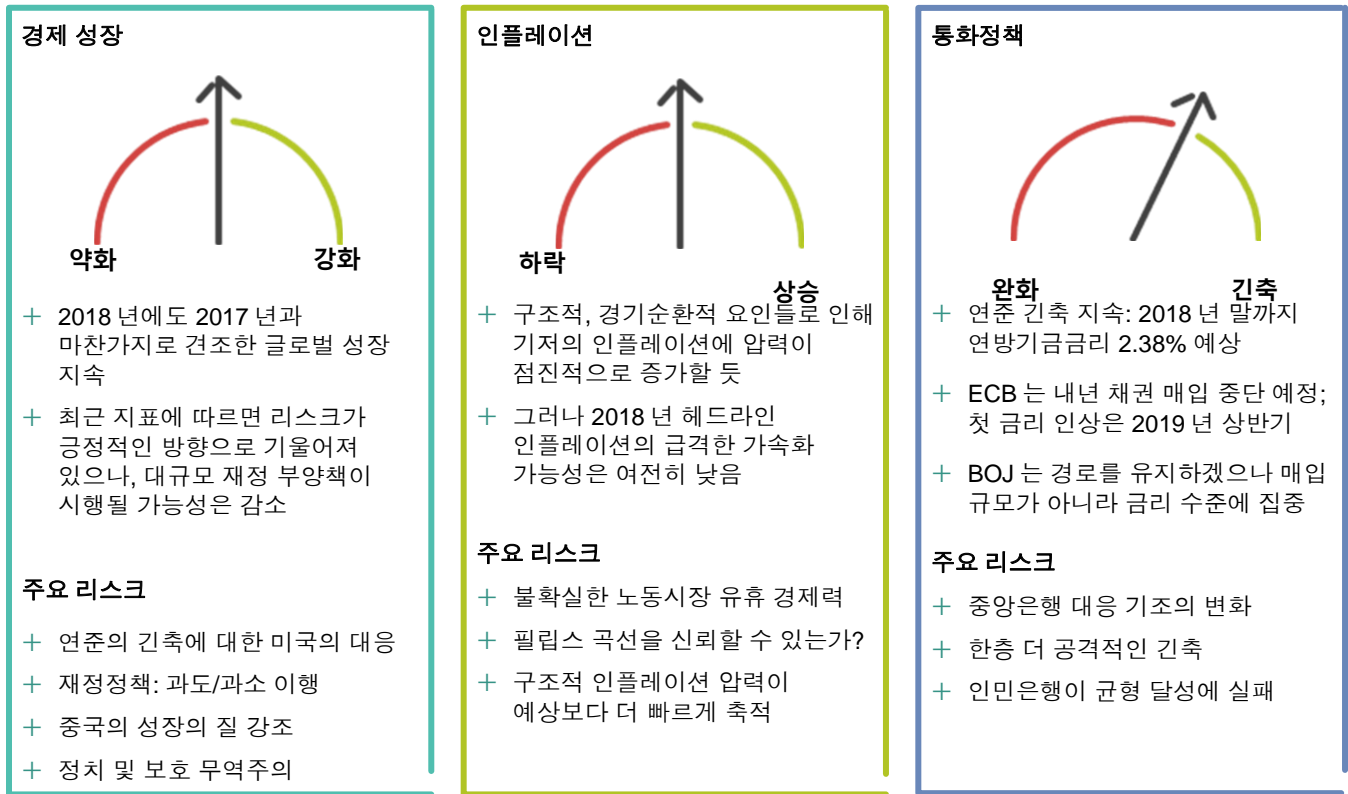 경제 성장
약화
강화
+ 2018 년에도 2017 년과
마찬가지로 견조한 글로벌 성장
지속
+ 최근 지표에 따르면 리스크가
긍정적인 방향으로 기울어져
있으나, 대규모 재정 부양책이
시행될 가능성은 감소
주요 리스크
+ 연준의 긴축에 대한 미국의 대응
+ 재정정책: 과도/과소 이행
+ 중국의 성장의 질 강조
+ 정치 및 보호 무역주의
인플레이션
하락
상승
+ 구조적, 경기순환적 요인들로 인해
기저의 인플레이션에 압력이
점진적으로 증가할 듯
+ 그러나 2018 년 헤드라인
인플레이션의 급격한 가속화
가능성은 여전히 낮음
주요 리스크
+ 불확실한 노동시장 유휴 경제력
+ 필립스 곡선을 신뢰할 수 있는가?
+ 구조적 인플레이션 압력이
예상보다 더 빠르게 축적
통화정책
완화
긴축
+ 연준 긴축 지속: 2018 년 말까지
연방기금금리 2.38% 예상
+ ECB 는 내년 채권 매입 중단 예정;
첫 금리 인상은 2019 년 상반기
+ BOJ 는 경로를 유지하겠으나 매입
규모가 아니라 금리 수준에 집중
주요 리스크
+ 중앙은행 대응 기조의 변화
+ 한층 더 공격적인 긴축
+ 인민은행이 균형 달성에 실패